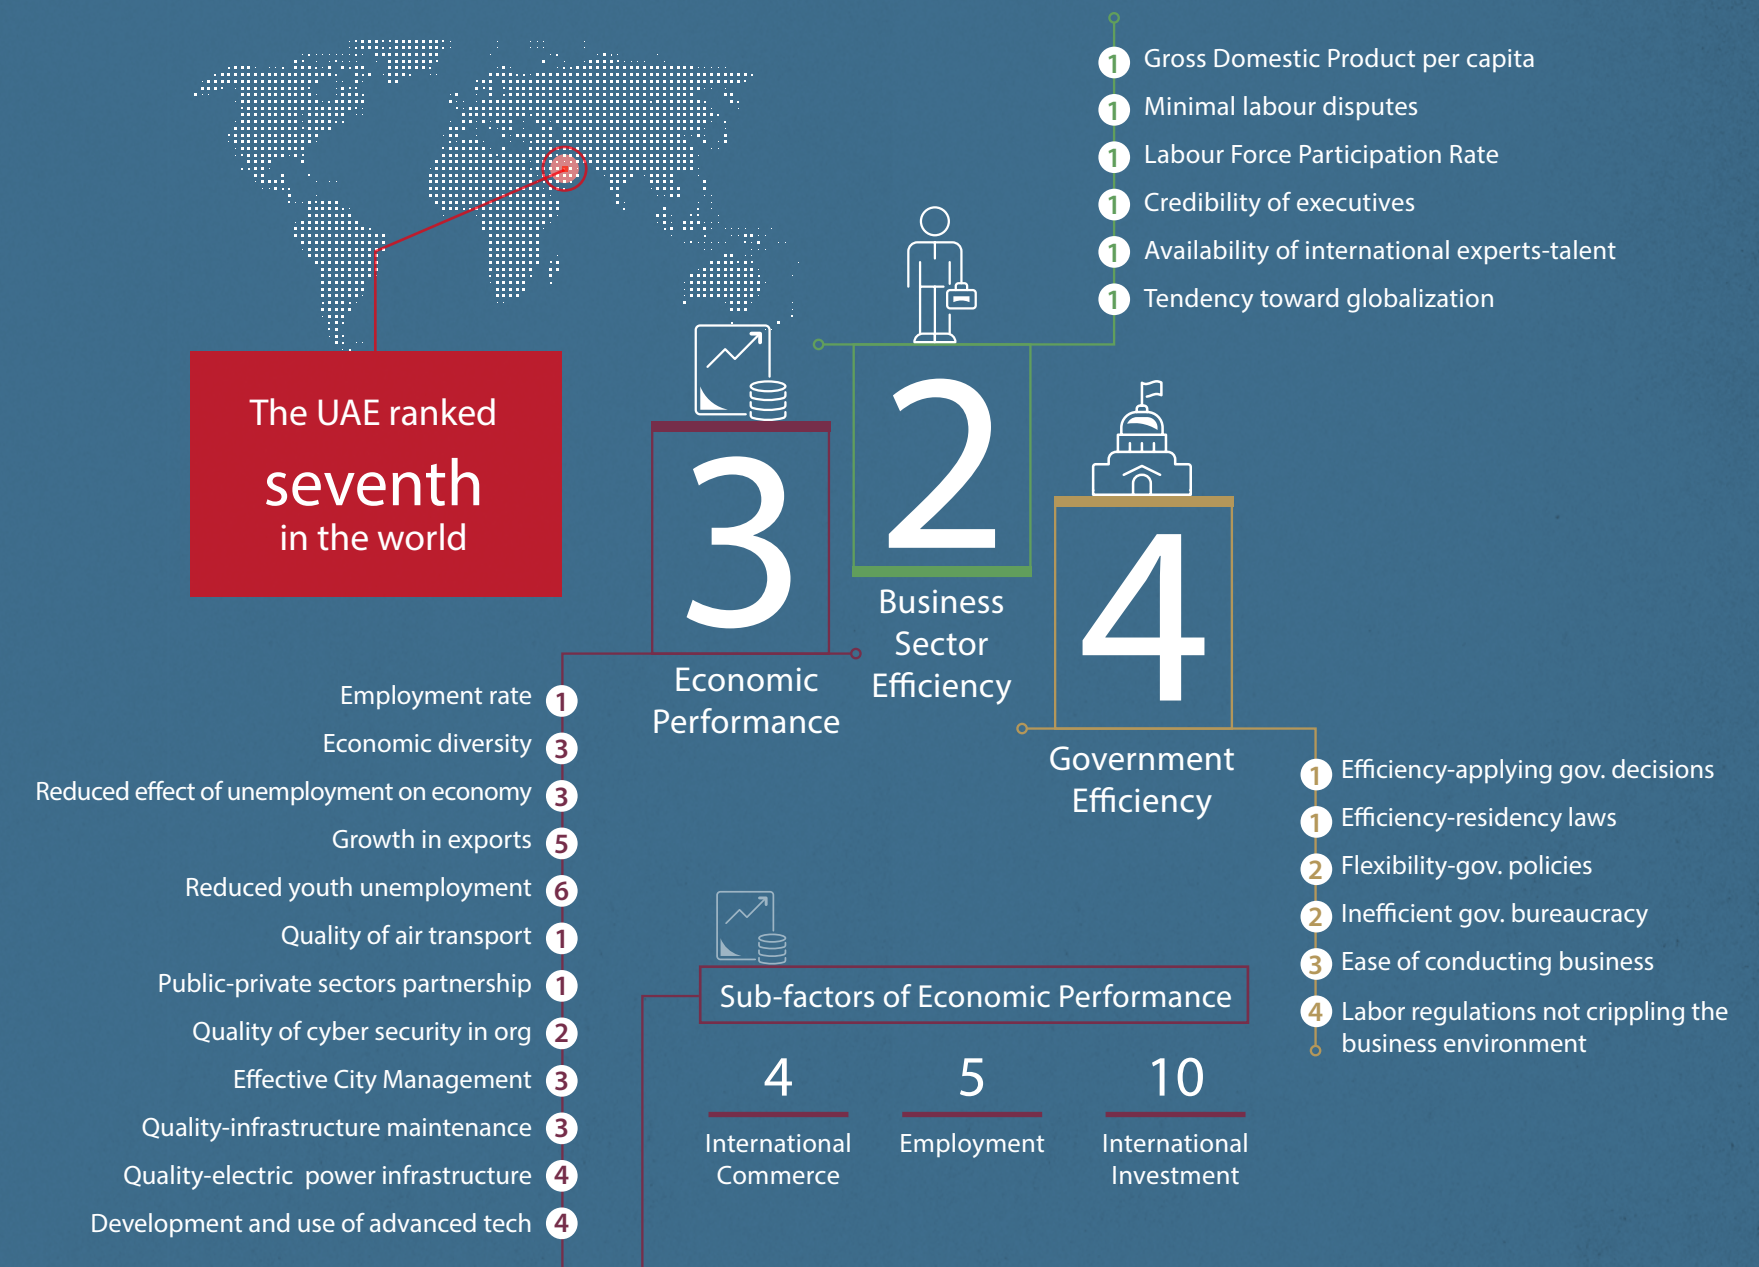 The UAE ranked
seventh
in the world
1 Gross Domestic Product per capita
1 Minimal labour disputes
1 Labour Force Participation Rate
1 Credibility of executives
1 Availability of international experts-talent
1 Tendency toward globalization
3
Economic
Performance
2
Business
Sector
Efficiency
4
Government
Efficiency
Employment rate 1
Economic diversity 3
Reduced effect of unemployment on economy 3
Growth in exports 5
Reduced youth unemployment 6
Quality of air transport 1
Public-private sectors partnership 1
Quality of cyber security in org 2
Effective City Management 3
Quality-infrastructure maintenance 3
Quality-electric power infrastructure 4
Development and use of advanced tech 4
1 Efficiency-applying gov. decisions
1 Efficiency-residency laws
2 Flexibility-gov. policies
2 Inefficient gov. bureaucracy
3 Ease of conducting business
4 Labor regulations not crippling the
business environment
Sub-factors of Economic Performance
4
International
Commerce
5
Employment
10
International
Investment